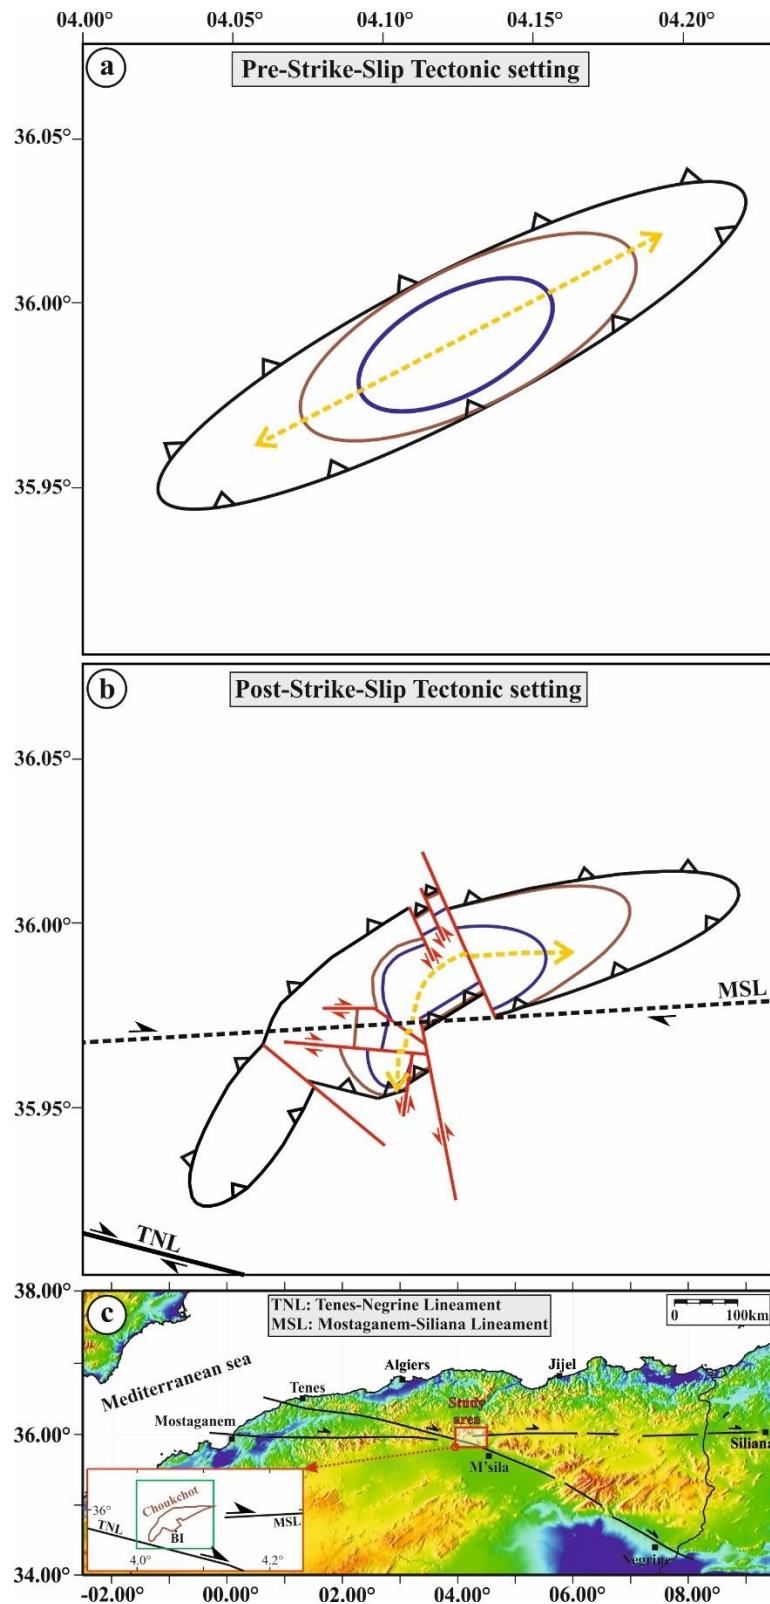 04.00° 04.05° 04.10° 04.15° 04.20°
a
Pre-Strike-Slip Tectonic setting
36.05°
36.00°
35.95°
b
Post-Strike-Slip Tectonic setting
36.05°
36.00°
MSL
35.95°
TNL
38.00°
c
TNL: Tenes-Negrine Lineament
MSL: Mostaganem-Siliana Lineament
0 100km
Mediterranean sea
Algiers
Jijel
Tenes
Study
area
Mostaganem
36.00°
Siliana
M'sila
Choukchot
36°
TNL
BI
MSL
4.0° 4.2°
Negrine
34.00°
-02.00° 00.00° 02.00° 04.00° 06.00° 08.00°